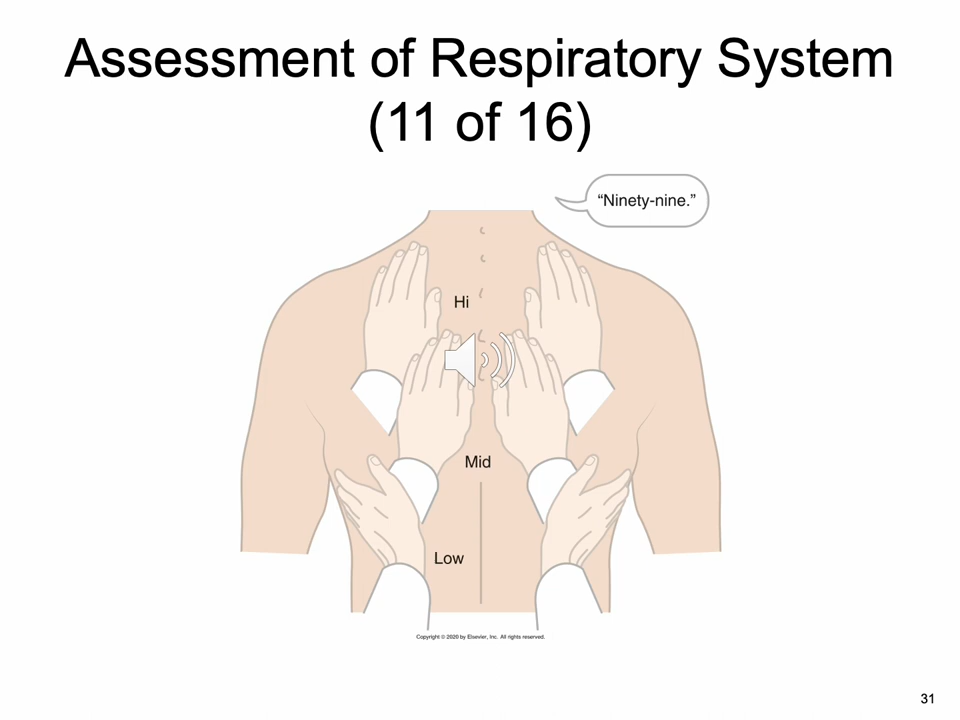 Assessment of Respiratory System
(11 of 16)
“Ninety-nine.”
Hi
Mid
Low
Copyright © 2020 by Elsevier, Inc. All rights reserved.
31